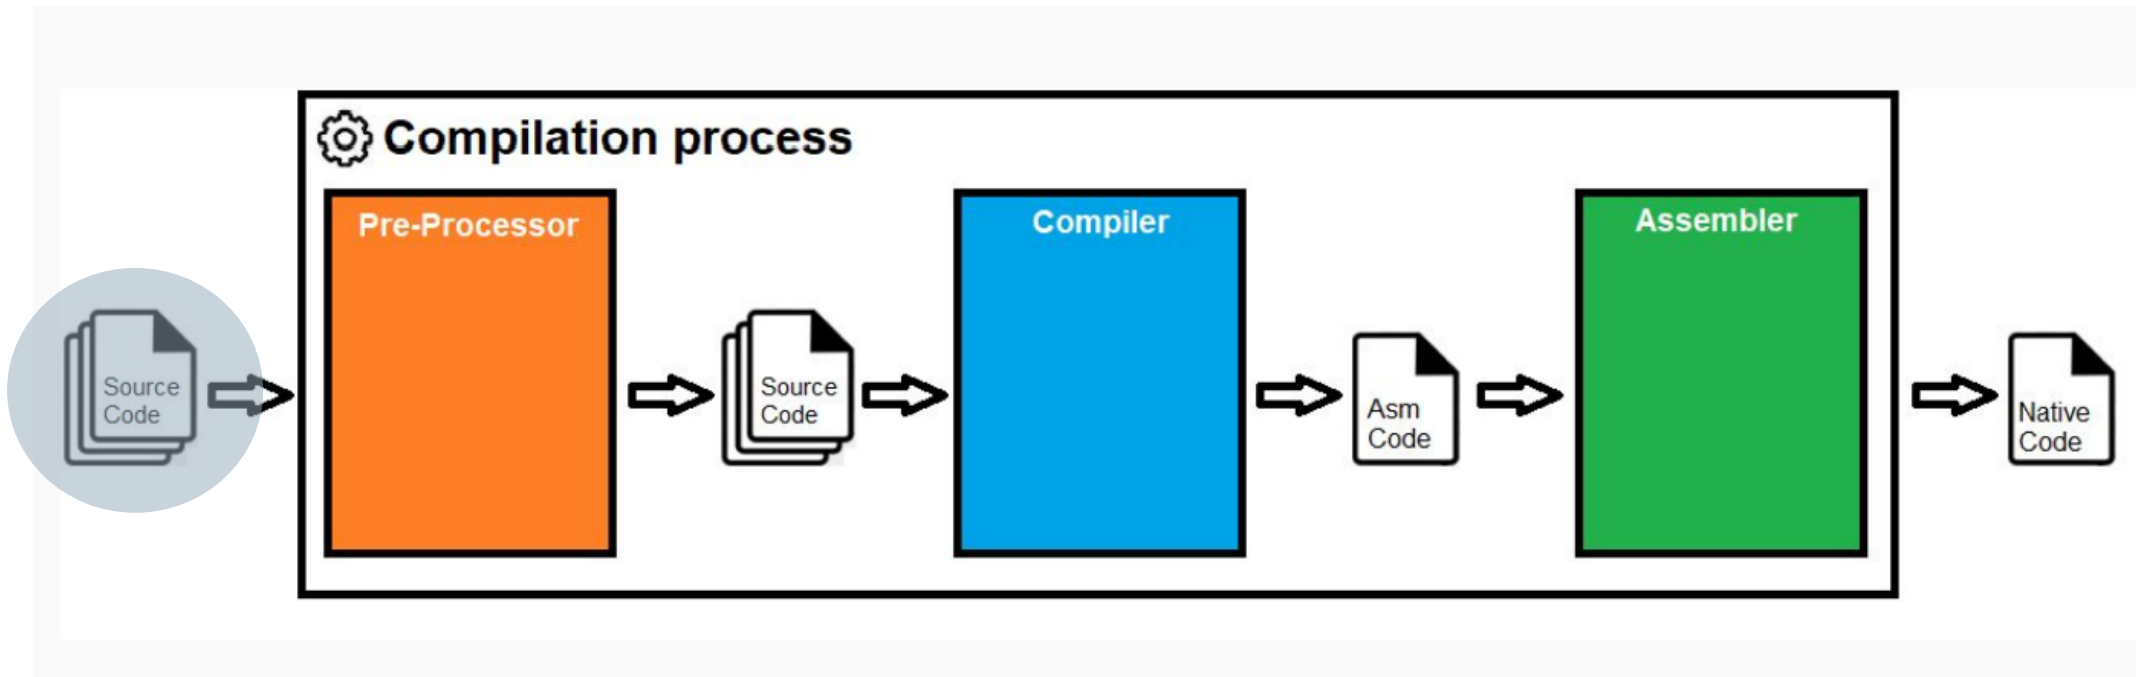 Compilation process
Pre-Processor
Compiler
Assembler
Source
Code
Source
Code
Asm
Code
Native
Code